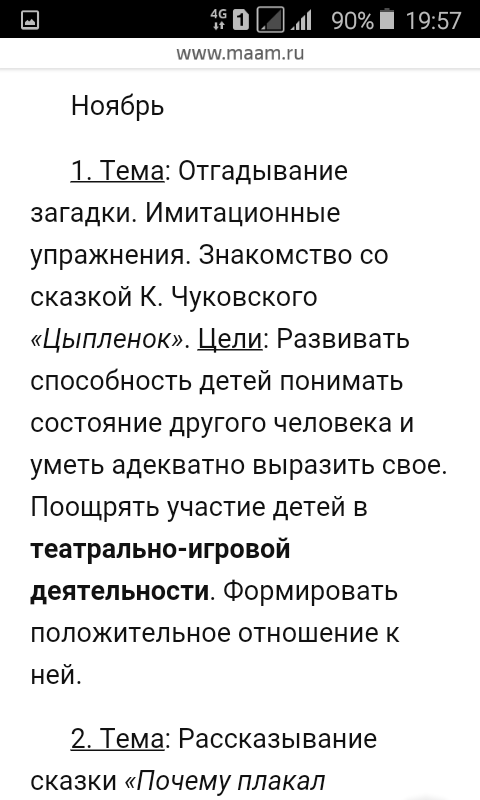 4G 1 90% 19:57
www.maam.ru
Ноябрь
1. Тема: Отгадывание
загадки. Имитационные
упражнения. Знакомство со
сказкой К. Чуковского
«Цыпленок». Цели: Развивать
способность детей понимать
состояние другого человека и
уметь адекватно выразить свое.
Поощрять участие детей в
театрально-игровой
деятельности. Формировать
положительное отношение к
ней.
2. Тема: Рассказывание
сказки «Почему плакал